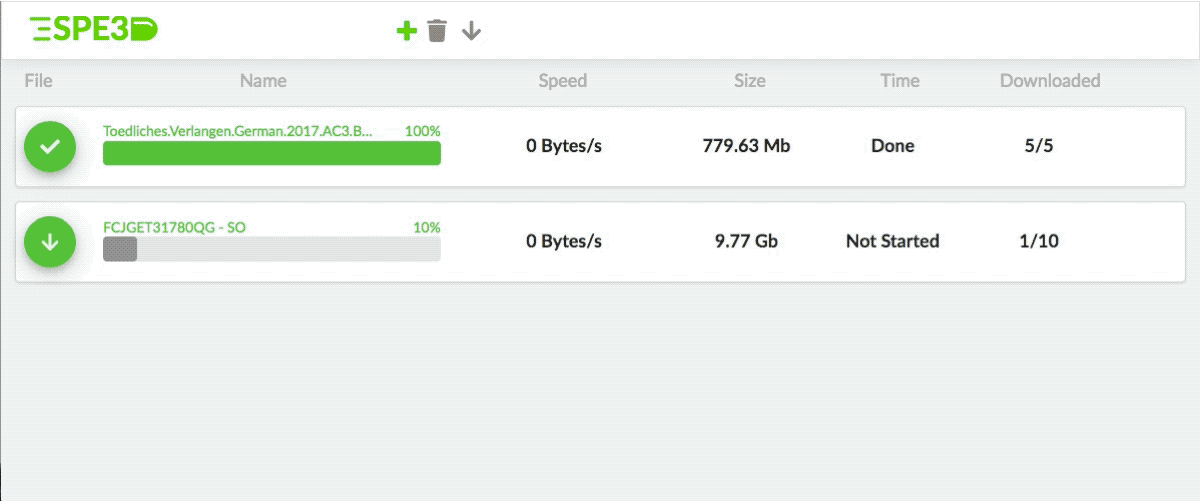 SPE3D
File Name Speed Size Time Downloaded
Toedliches.Verlangen.German.2017.AC3.B... 100%
0 Bytes/s 779.63 Mb Done 5/5
FCJGET31780QG - SO 10%
0 Bytes/s 9.77 Gb Not Started 1/10